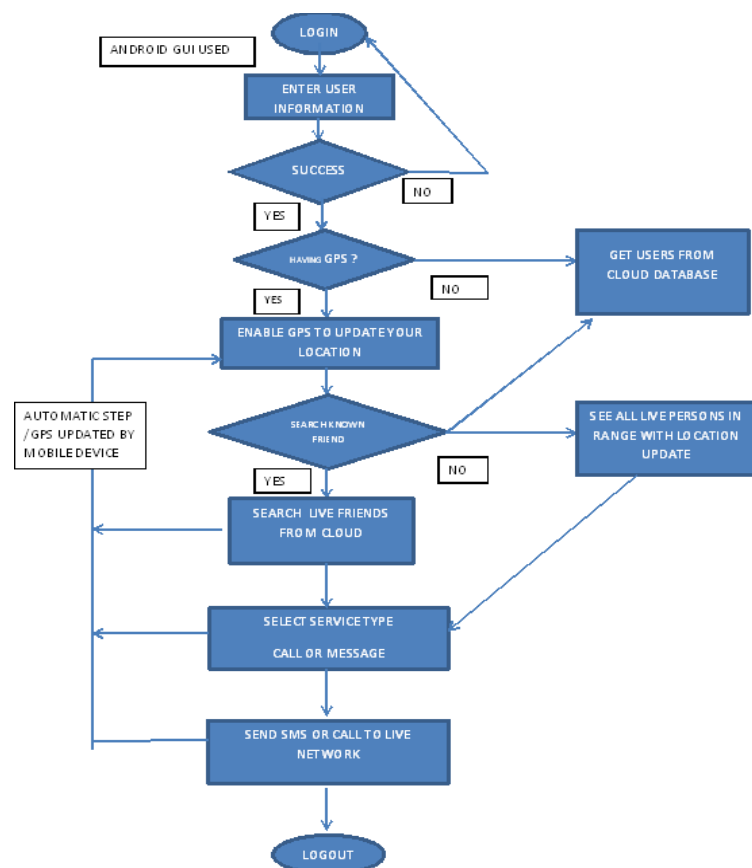 LOGIN
ANDROID GUI USED
ENTER USER
INFORMATION
SUCCESS
NO
YES
HAVING GPS ?
GET USERS FROM
CLOUD DATABASE
NO
YES
ENABLE GPS TO UPDATE YOUR
LOCATION
AUTOMATIC STEP
/GPS UPDATED BY
MOBILE DEVICE
SEARCH KNOWN
FRIEND
SEE ALL LIVE PERSONS IN
RANGE WITH LOCATION
UPDATE
NO
YES
SEARCH LIVE FRIENDS
FROM CLOUD
SELECT SERVICE TYPE
CALL OR MESSAGE
SEND SMS OR CALL TO LIVE
NETWORK
LOGOUT